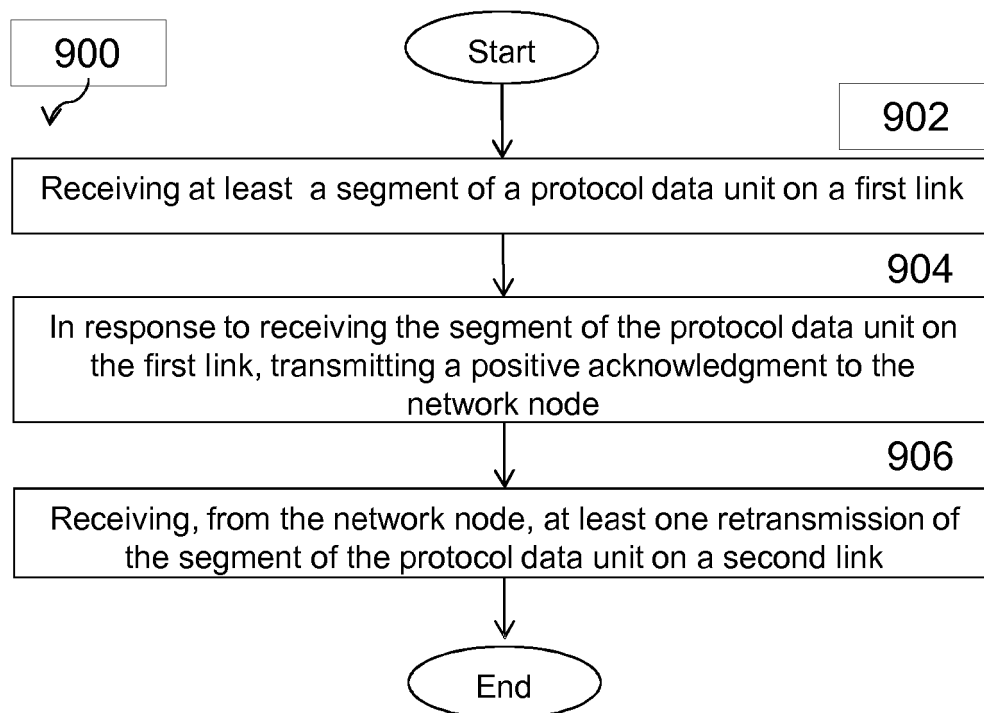 900
Start
902
Receiving at least a segment of a protocol data unit on a first link
904
In response to receiving the segment of the protocol data unit on
the first link, transmitting a positive acknowledgment to the
network node
906
Receiving, from the network node, at least one retransmission of
the segment of the protocol data unit on a second link
End